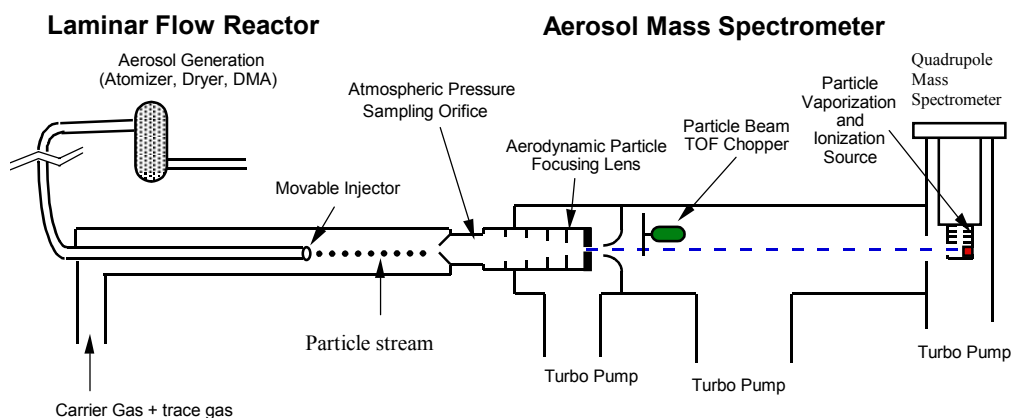 Laminar Flow Reactor
Aerosol Mass Spectrometer
Aerosol Generation
(Atomizer, Dryer, DMA)
Atmospheric Pressure
Sampling Orifice
Movable Injector
Aerodynamic Particle
Focusing Lens
Particle Beam
TOF Chopper
Particle
Vaporization
and
Ionization
Source
Quadrupole
Mass
Spectrometer
Particle stream
Carrier Gas + trace gas
Turbo Pump
Turbo Pump
Turbo Pump